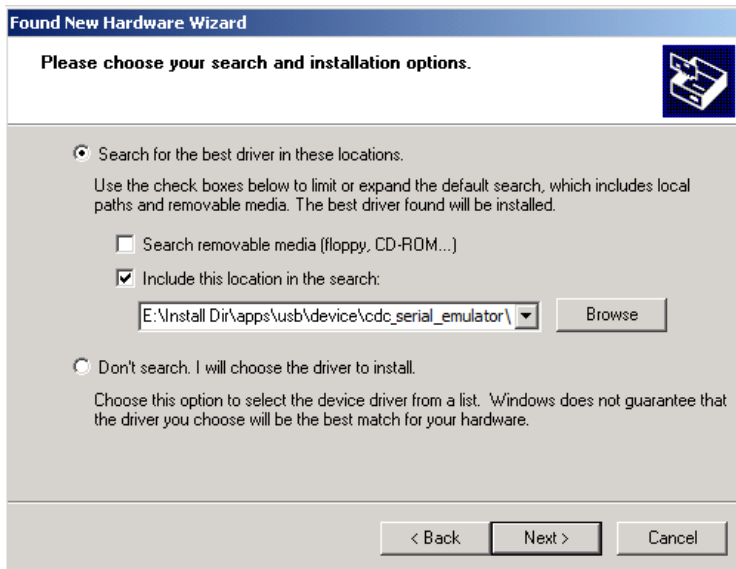 Found New Hardware Wizard
Please choose your search and installation options.
Search for the best driver in these locations.
Use the check boxes below to limit or expand the default search, which includes local
paths and removable media. The best driver found will be installed.
Search removable media (floppy, CD-ROM...)
Include this location in the search:
E:\Install Dir\apps\usb\device\cdc_serial_emulator\
Browse
Don't search. I will choose the driver to install.
Choose this option to select the device driver from a list. Windows does not guarantee that
the driver you choose will be the best match for your hardware.
< Back Next > Cancel